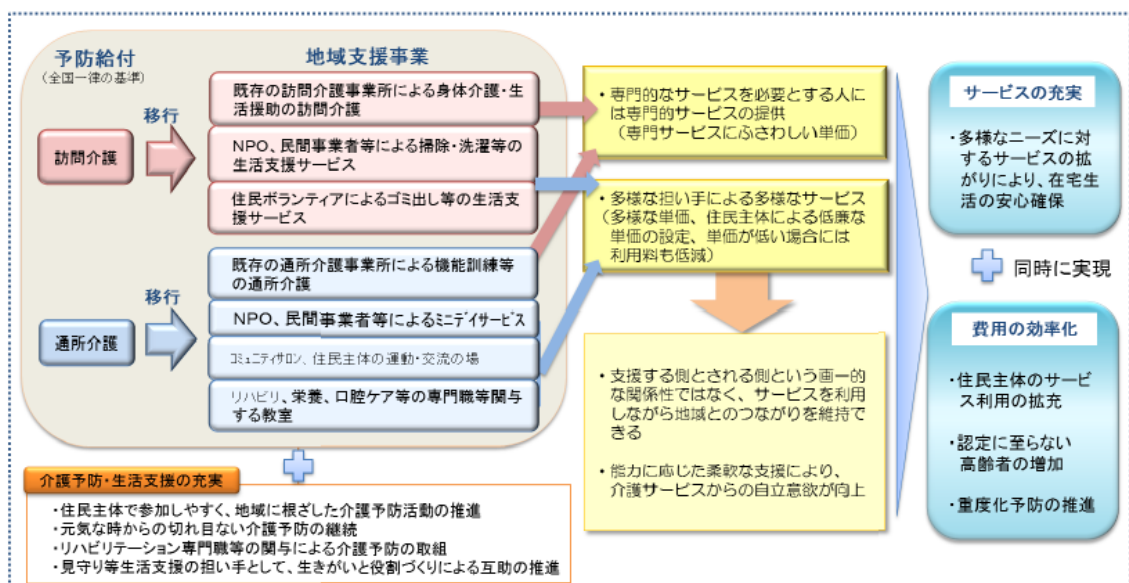 予防給付
(全国一律の基準)
移行
訪問介護
移行
通所介護
地域支援事業
既存の訪問介護事業所による身体介護・生
活援助の訪問介護
NPO、民間事業者等による掃除・洗濯等の
生活支援サービス
住民ボランティアによるゴミ出し等の生活支
援サービス
既存の通所介護事業所による機能訓練等
の通所介護
NPO、民間事業者等によるミニデイサービス
コミュニティサロン、住民主体の運動・交流の場
リハビリ、栄養、口腔ケア等の専門職等関与
する教室
介護予防・生活支援の充実
・住民主体で参加しやすく、地域に根ざした介護予防活動の推進
・元気な時からの切れ目ない介護予防の継続
・リハビリテーション専門職等の関与による介護予防の取組
・見守り等生活支援の担い手として、生きがいと役割づくりによる互助の推進
・専門的なサービスを必要とする人に
は専門的サービスの提供
(専門サービスにふさわしい単価)
・多様な担い手による多様なサービス
(多様な単価、住民主体による低廉な
単価の設定、単価が低い場合には
利用料も低減)
・支援する側とされる側という画一的
な関係性ではなく、サービスを利用
しながら地域とのつながりを維持で
きる
・能力に応じた柔軟な支援により、
介護サービスからの自立意欲が向上
サービスの充実
・多様なニーズに対
するサービスの拡
がりにより、在宅生
活の安心確保
同時に実現
費用の効率化
・住民主体のサービ
ス利用の拡充
・認定に至らない
高齢者の増加
・重度化予防の推進